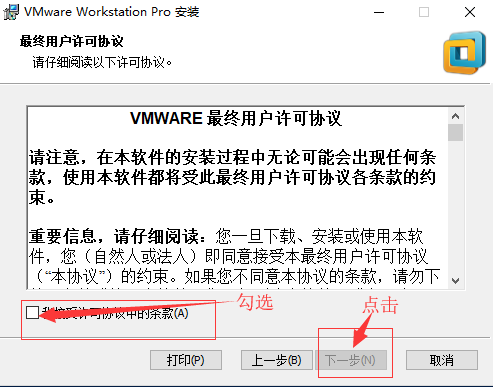 VMware Workstation Pro 安装
最终用户许可协议
请仔细阅读以下许可协议。
VMWARE 最终用户许可协议
请注意，在本软件的安装过程中无论可能会出现任何条
款，使用本软件都将受此最终用户许可协议各条款的约
束。
重要信息，请仔细阅读：您一旦下载、安装或使用本软
件，您（自然人或法人）即同意接受本最终用户许可协议
（“本协议”）的约束。如果您不同意本协议的条款，请勿下
我接受许可协议中的条款(A)
勾选
点击
打印(P)
上一步(B)
下一步(N)
取消